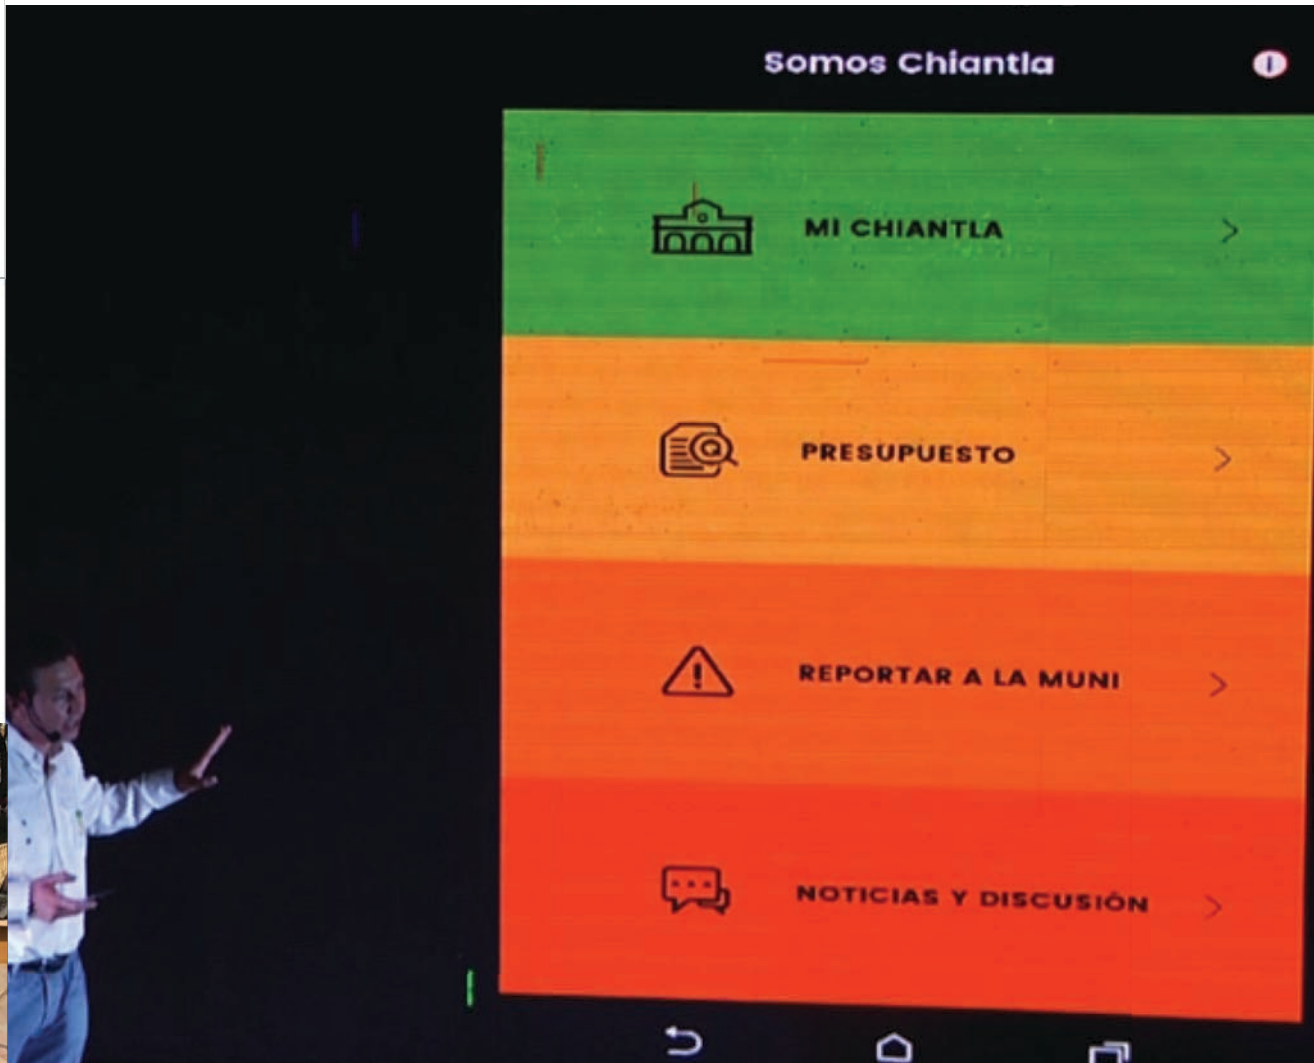 Somos Chiantla
MI CHIANTLA
PRESUPUESTO
REPORTAR A LA MUNI
NOTICIAS Y DISCUSIÓN